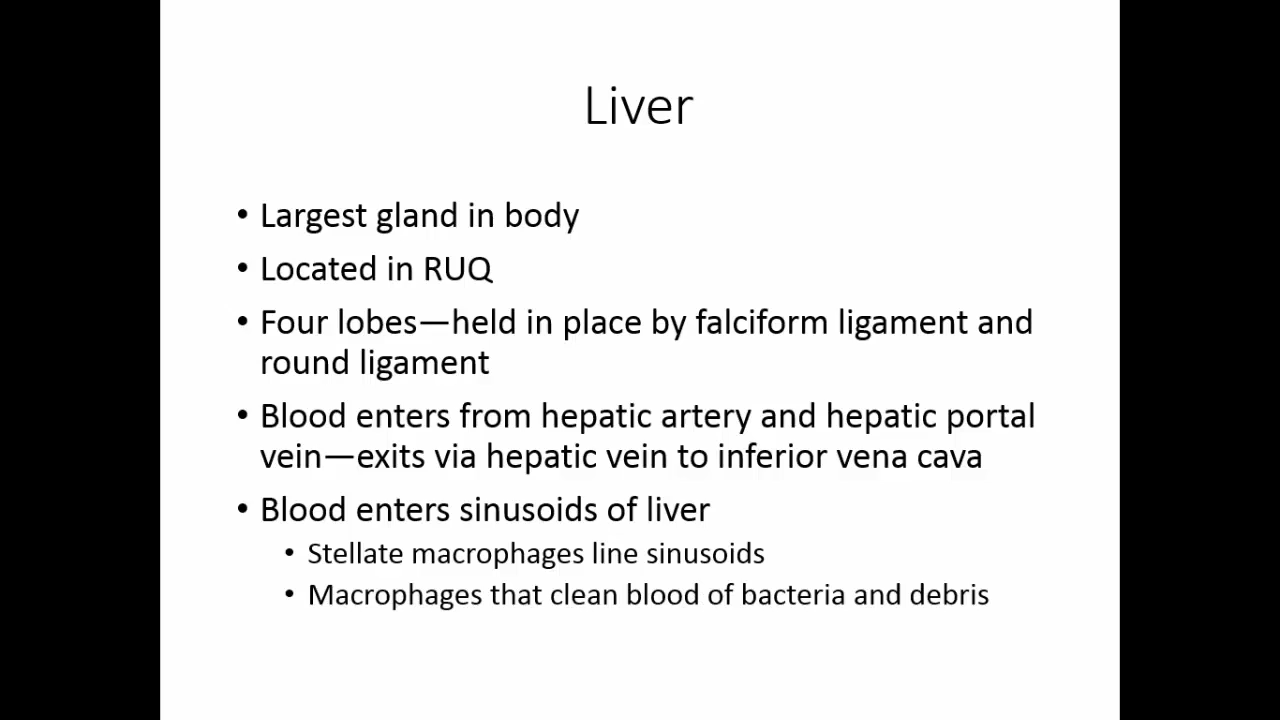 Liver
• Largest gland in body
• Located in RUQ
• Four lobes—held in place by falciform ligament and
round ligament
• Blood enters from hepatic artery and hepatic portal
vein—exits via hepatic vein to inferior vena cava
• Blood enters sinusoids of liver
• Stellate macrophages line sinusoids
• Macrophages that clean blood of bacteria and debris